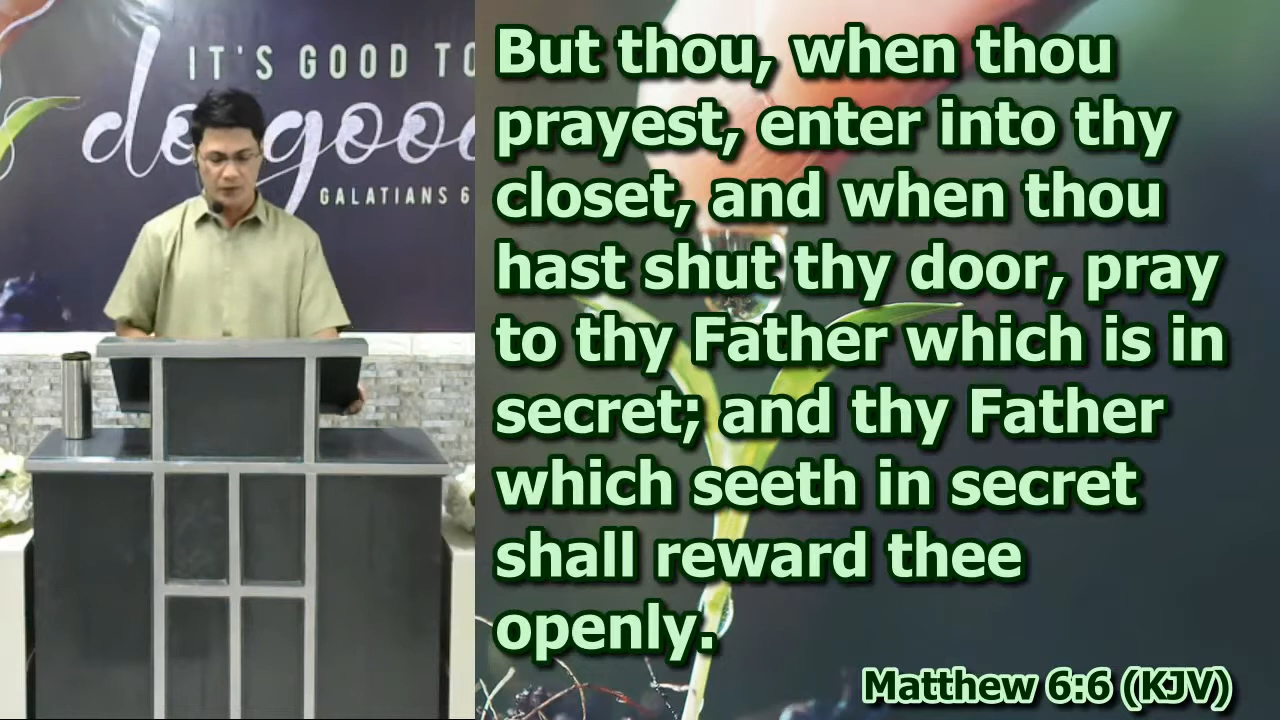 IT'S GOOD TO
do good
GALATIANS 6
But thou, when thou
prayest, enter into thy
closet, and when thou
hast shut thy door, pray
to thy Father which is in
secret; and thy Father
which seeth in secret
shall reward thee
openly.
Matthew 6:6 (KJV)